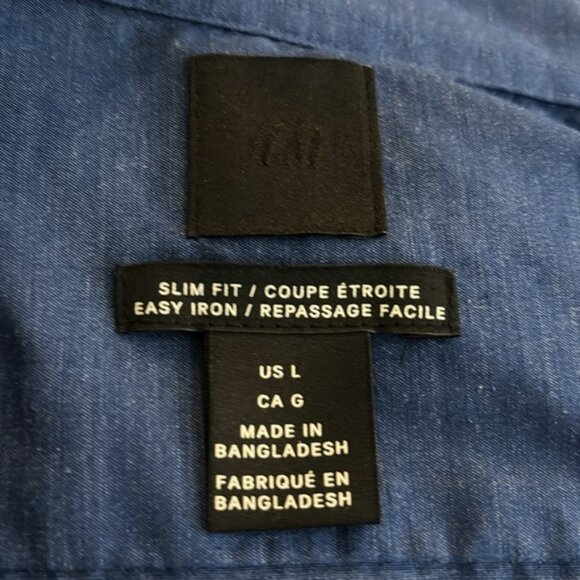 H&M
SLIM FIT / COUPE ÉTROITE
EASY IRON / REPASSAGE FACILE
US L
CA G
MADE IN
BANGLADESH
FABRIQUÉ EN
BANGLADESH